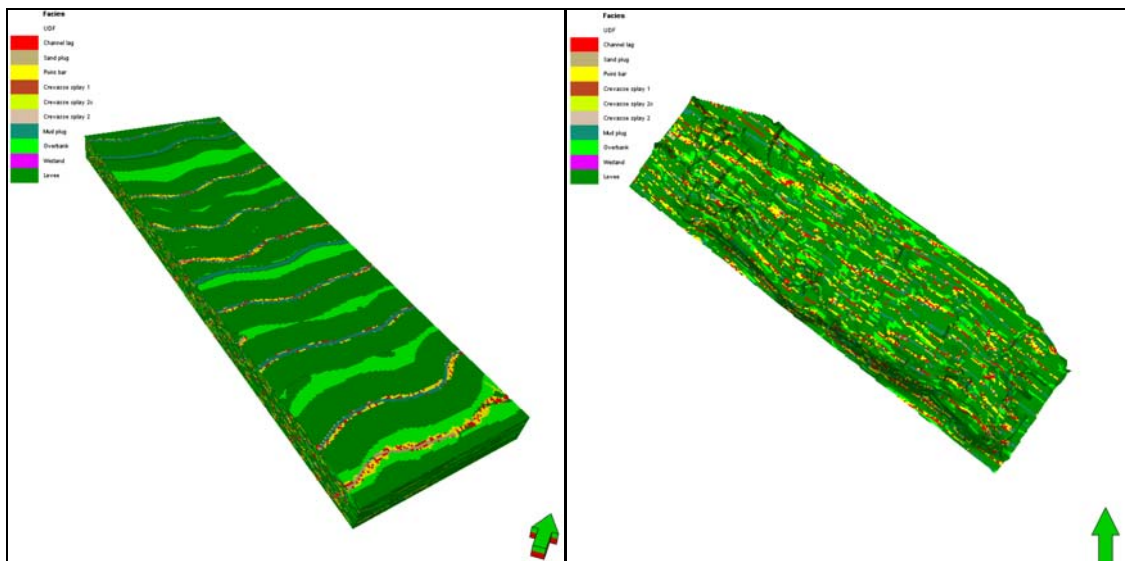 Facies
UDF
Channel lag
Sand plug
Point bar
Crevasse splay 1
Crevasse splay 2s
Crevasse splay 2
Mud plug
Overbank
Wetland
Levee
Facies
UDF
Channel lag
Sand plug
Point bar
Crevasse splay 1
Crevasse splay 2s
Crevasse splay 2
Mud plug
Overbank
Wetland
Levee